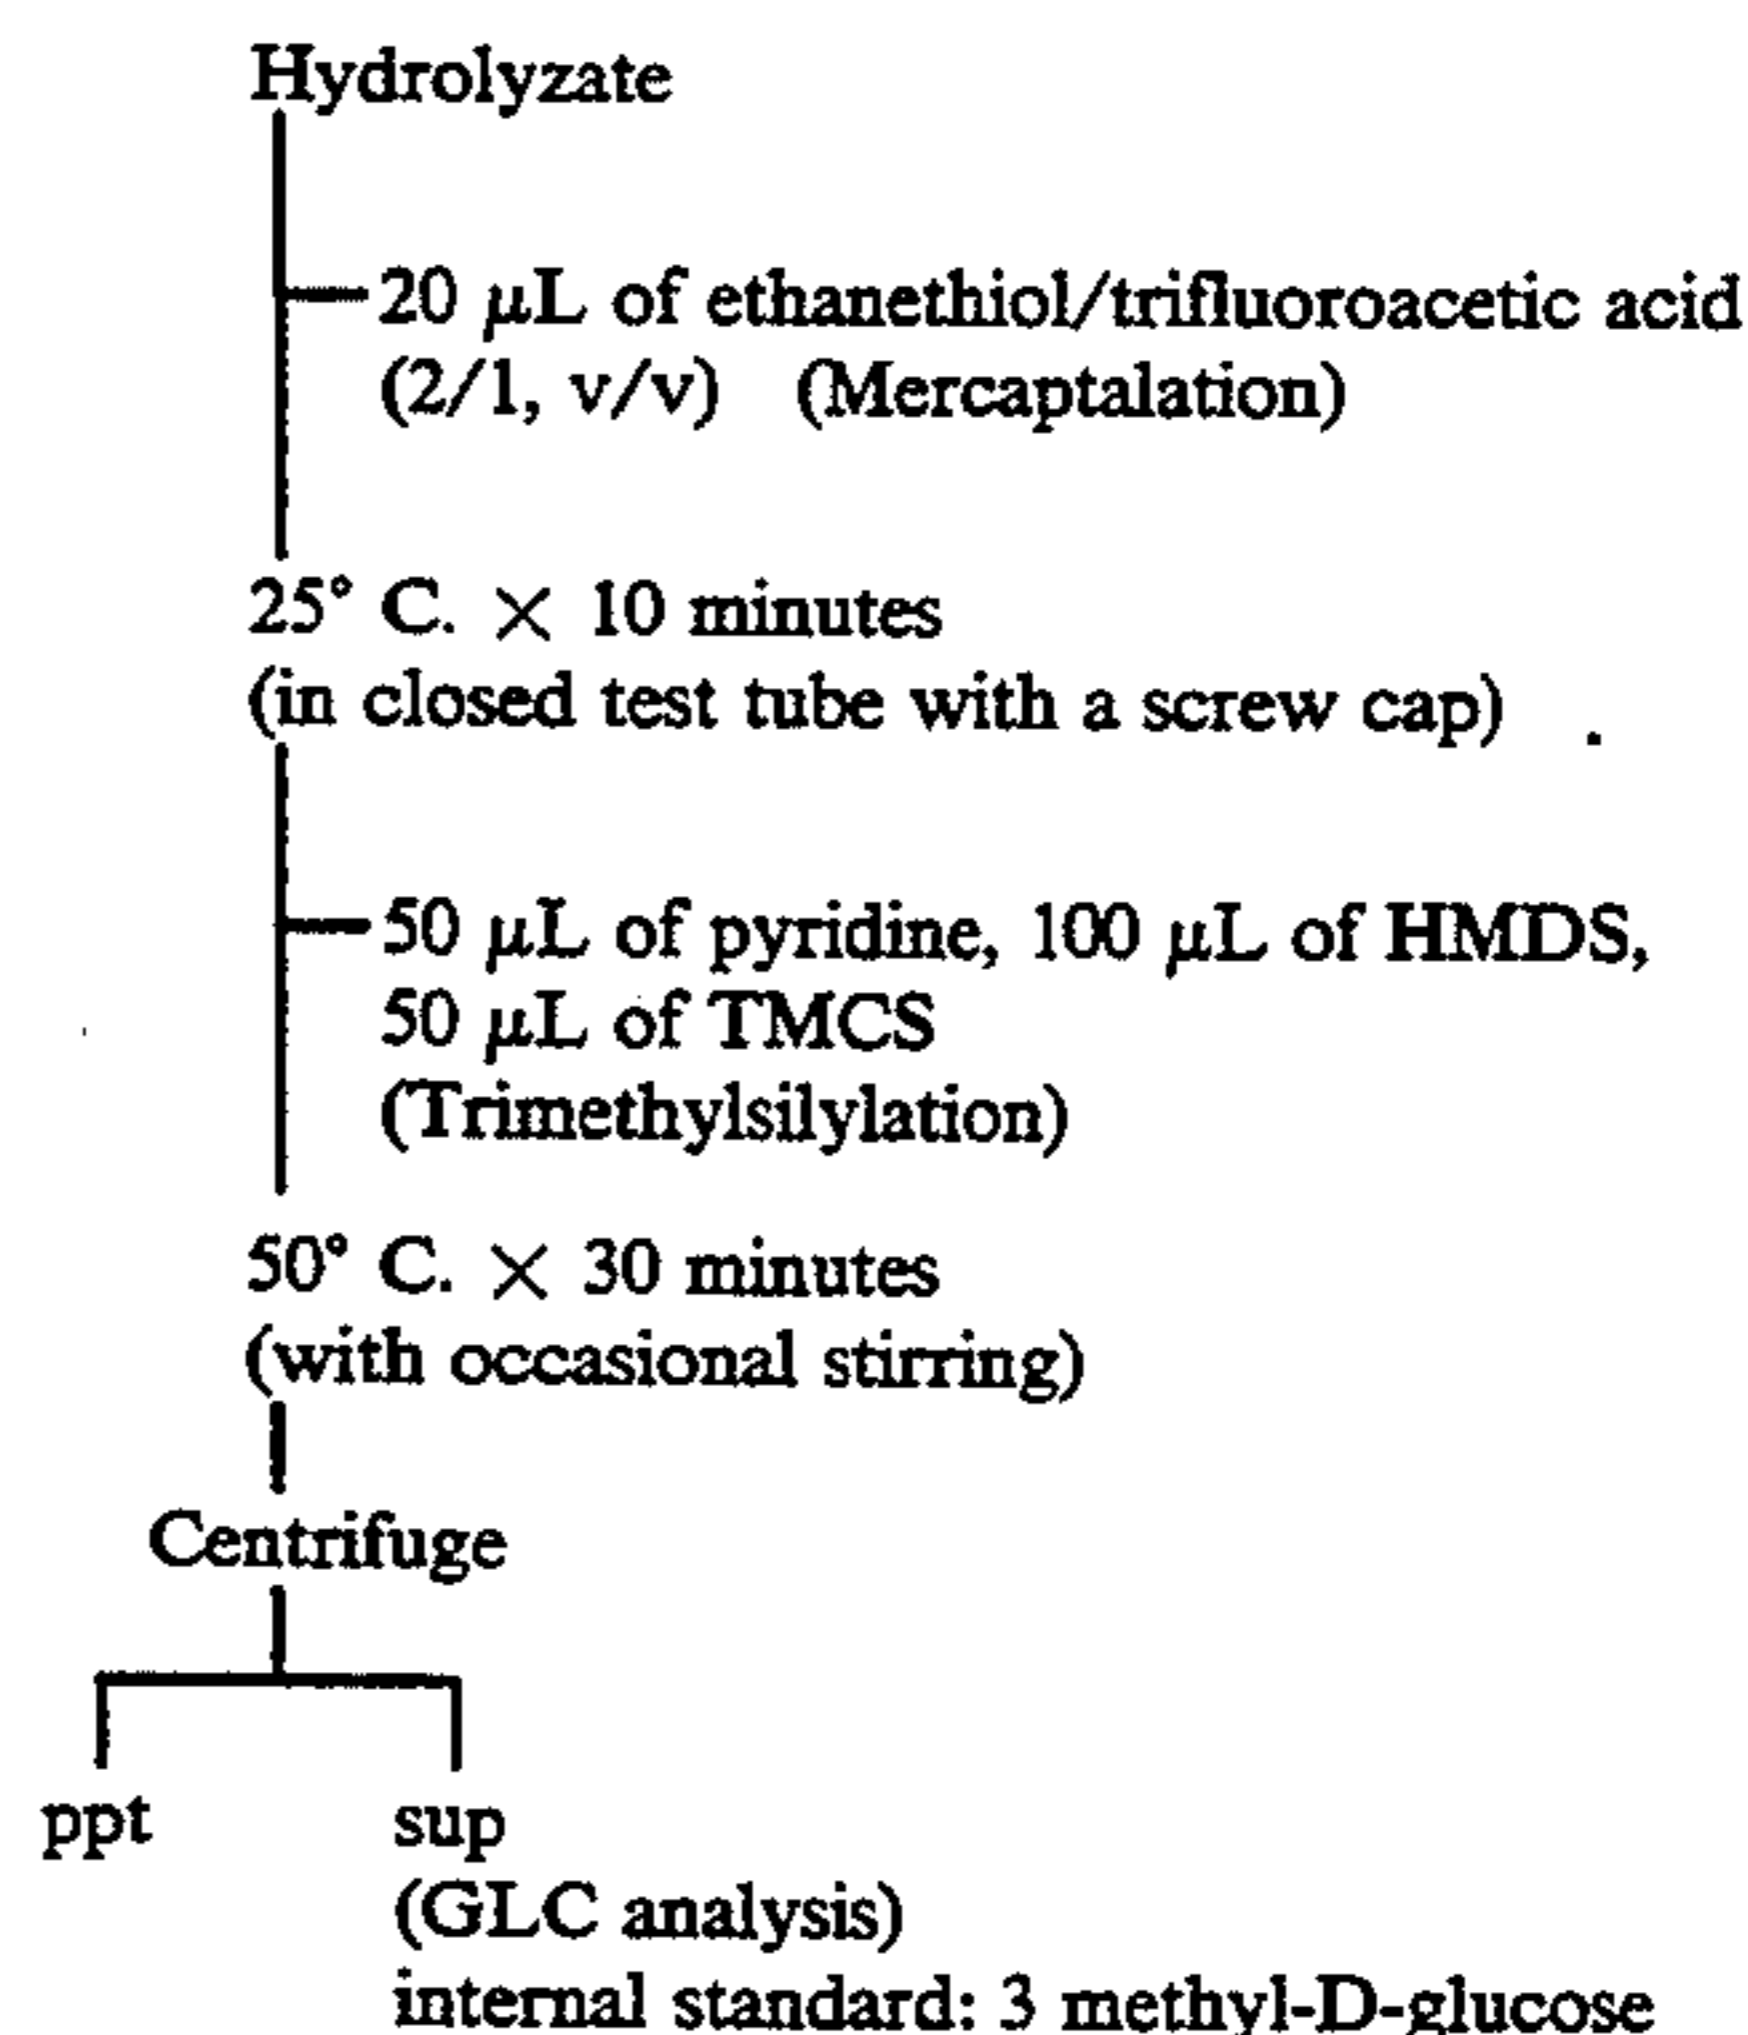 Hydrolyzate
20 μL of ethanethiol/trifluoroacetic acid
(2/1, v/v) (Mercaptalation)
25° C. × 10 minutes
(in closed test tube with a screw cap)
50 μL of pyridine, 100 μL of HMDS,
50 μL of TMCS
(Trimethylsilylation)
50° C. × 30 minutes
(with occasional stirring)
Centrifuge
ppt sup
(GLC analysis)
internal standard: 3 methyl-D-glucose